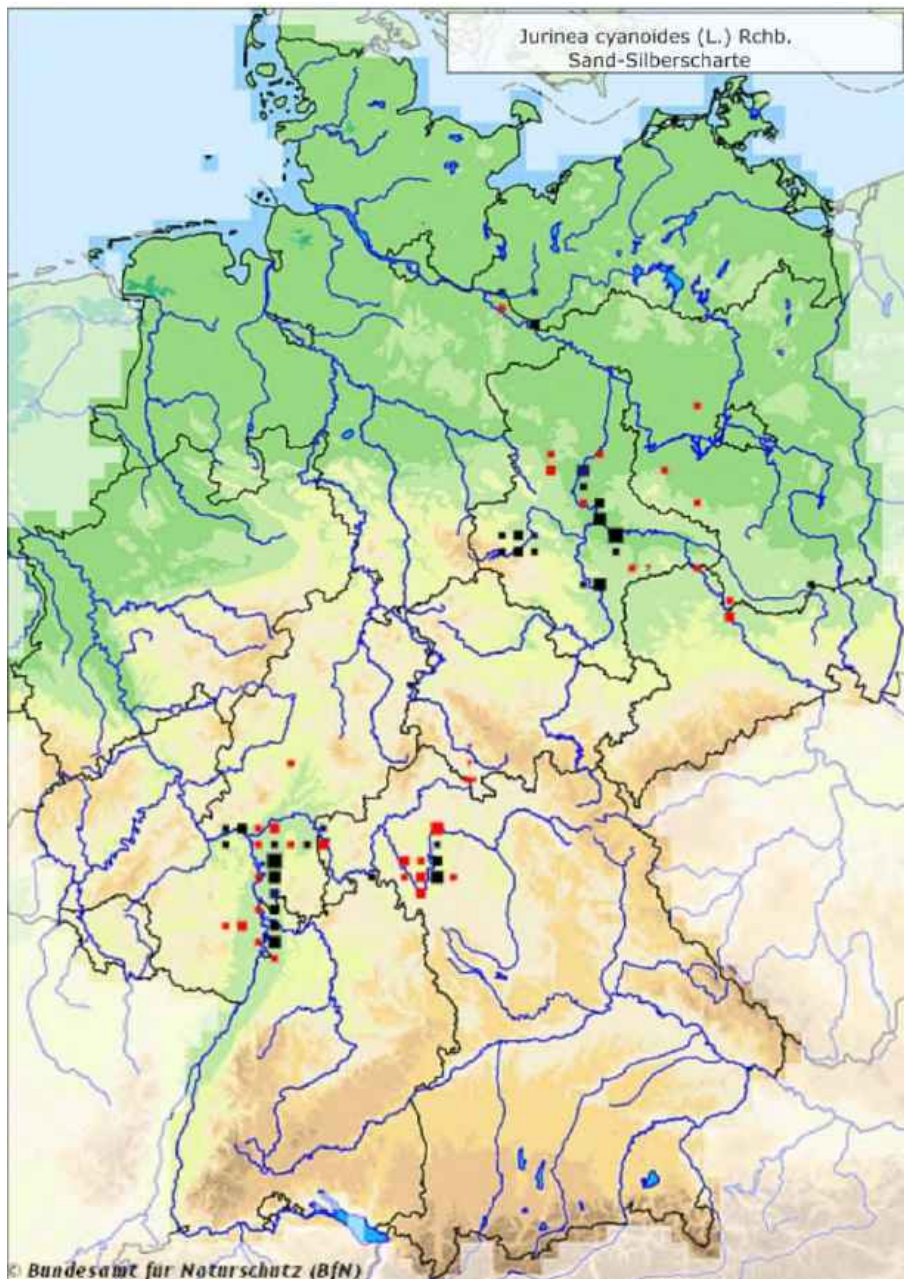 Jurinea cyanoides (L.) Rchb.
Sand-Silberscharte
© Bundesamt für Naturschutz (BfN)